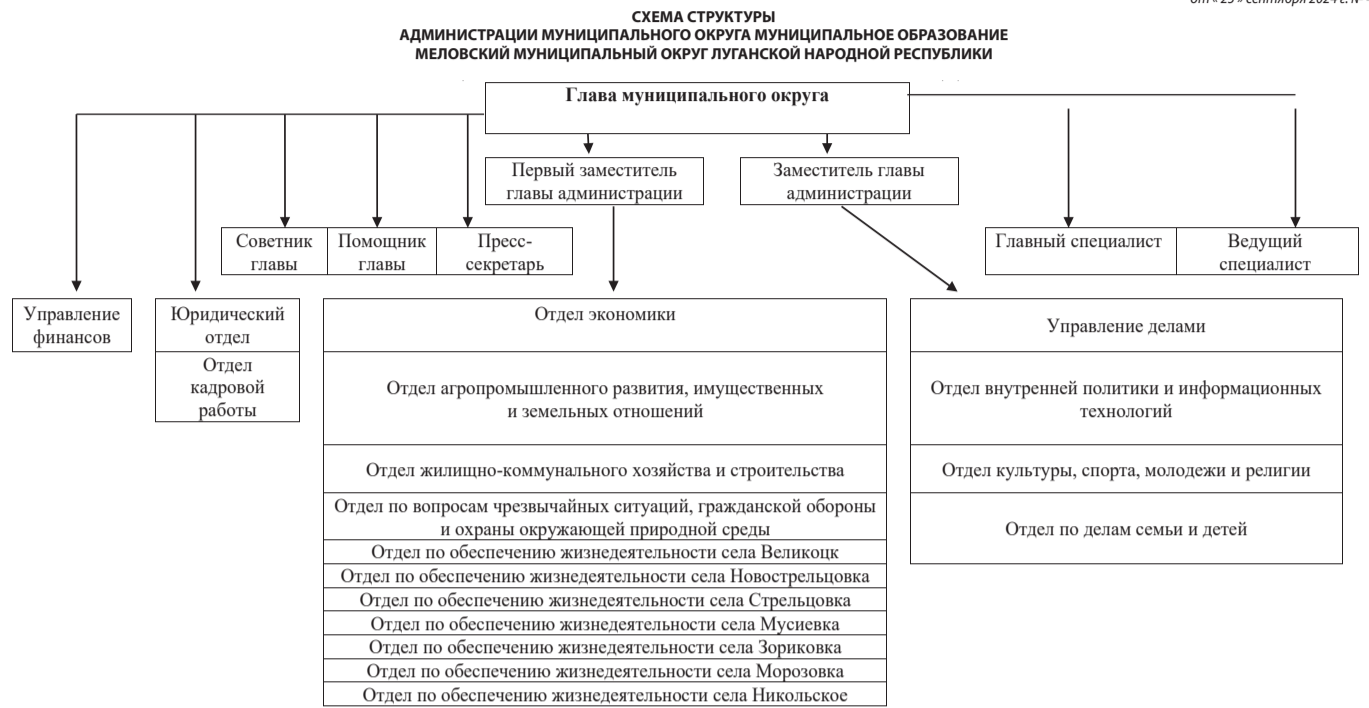 от « 25 » сентября 2024 г. №
СХЕМА СТРУКТУРЫ
АДМИНИСТРАЦИИ МУНИЦИПАЛЬНОГО ОКРУГА МУНИЦИПАЛЬНОЕ ОБРАЗОВАНИЕ
МЕЛОВСКИЙ МУНИЦИПАЛЬНЫЙ ОКРУГ ЛУГАНСКОЙ НАРОДНОЙ РЕСПУБЛИКИ
Глава муниципального округа
Первый заместитель
главы администрации
Заместитель главы
администрации
Советник
главы
Помощник
главы
Пресс-
секретарь
Главный специалист
Ведущий
специалист
Управление
финансов
Юридический
отдел
Отдел
кадровой
работы
Отдел экономики
Отдел агропромышленного развития, имущественных
и земельных отношений
Отдел жилищно-коммунального хозяйства и строительства
Отдел по вопросам чрезвычайных ситуаций, гражданской обороны
и охраны окружающей природной среды
Отдел по обеспечению жизнедеятельности села Великоцк
Отдел по обеспечению жизнедеятельности села Новострельцовка
Отдел по обеспечению жизнедеятельности села Стрельцовка
Отдел по обеспечению жизнедеятельности села Мусиевка
Отдел по обеспечению жизнедеятельности села Зориковка
Отдел по обеспечению жизнедеятельности села Морозовка
Отдел по обеспечению жизнедеятельности села Никольское
Управление делами
Отдел внутренней политики и информационных
технологий
Отдел культуры, спорта, молодежи и религии
Отдел по делам семьи и детей